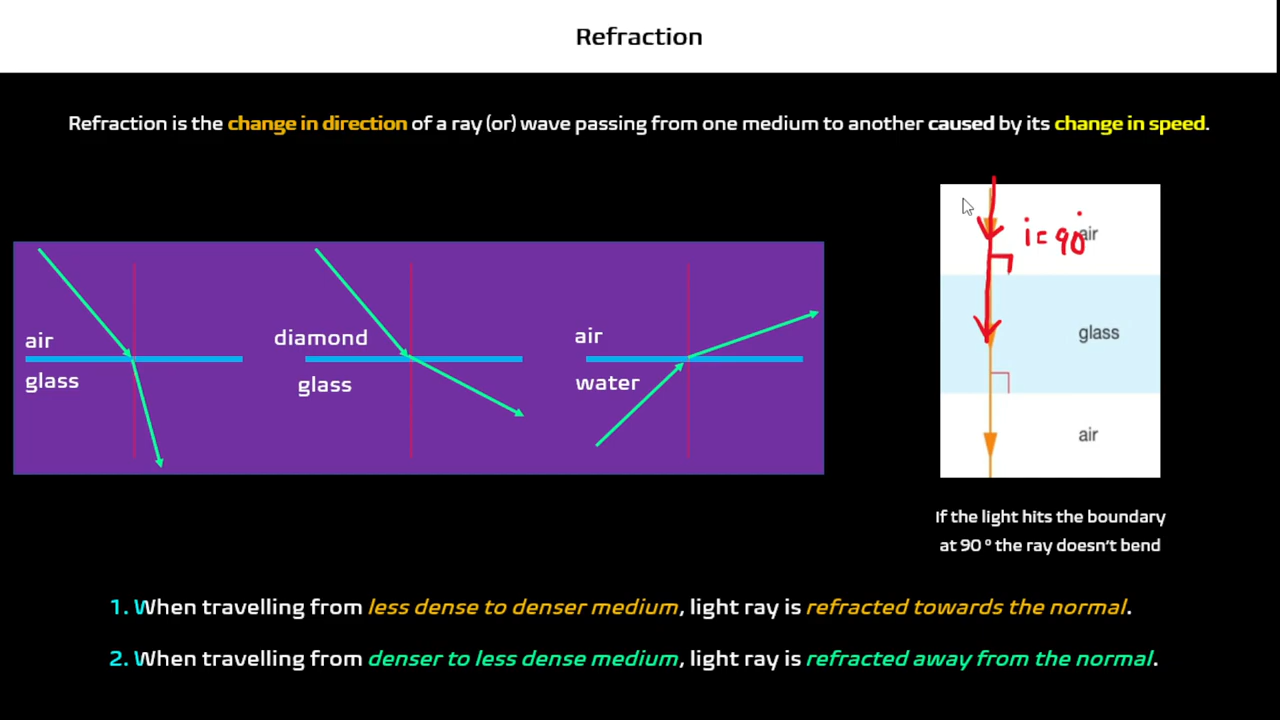 Refraction
Refraction is the change in direction of a ray (or) wave passing from one medium to another caused by its change in speed.
air
glass
diamond
glass
air
water
i = 90°
air
glass
air
If the light hits the boundary
at 90 º the ray doesn't bend
1. When travelling from less dense to denser medium, light ray is refracted towards the normal.
2. When travelling from denser to less dense medium, light ray is refracted away from the normal.